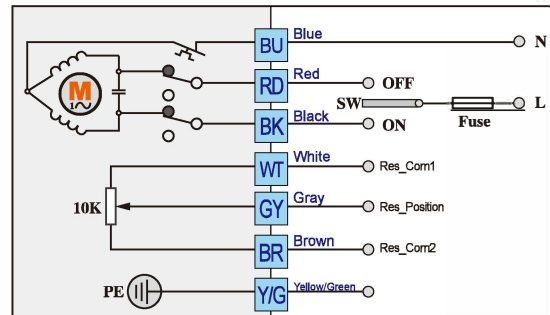 BU Blue N
RD Red OFF
M
1~
SW L
Fuse
BK Black ON
WT White Res_Com1
10K GY Gray Res_Position
BR Brown Res_Com2
PE Y/G Yellow/Green